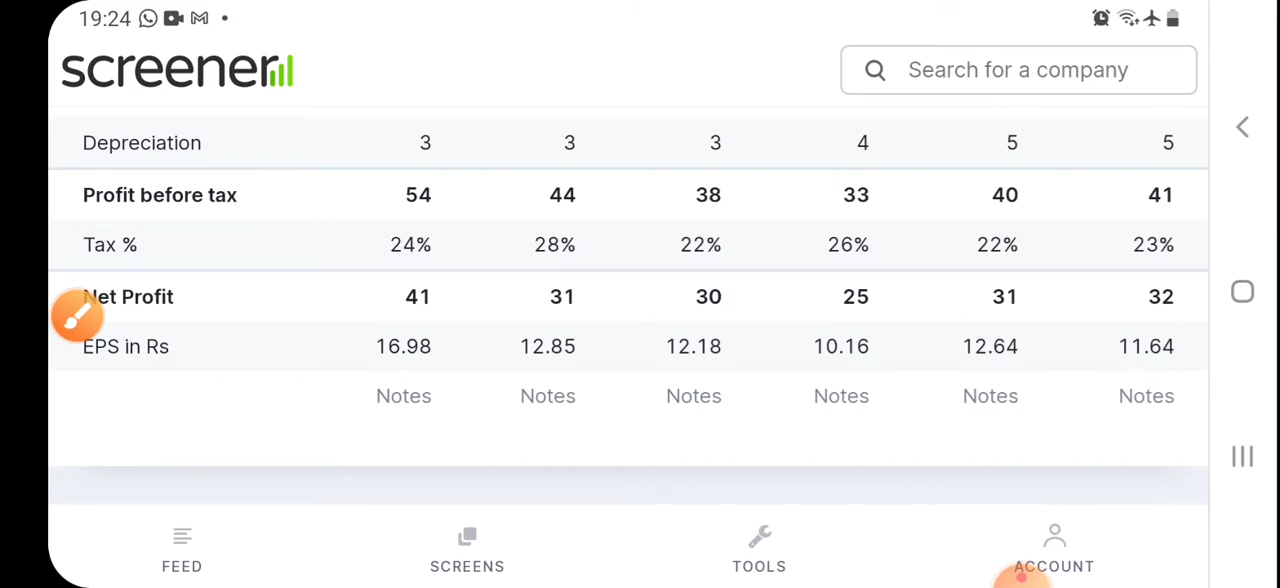 19:24
screener
Search for a company
Depreciation 3 3 3 4 5 5
Profit before tax 54 44 38 33 40 41
Tax % 24% 28% 22% 26% 22% 23%
Net Profit 41 31 30 25 31 32
EPS in Rs 16.98 12.85 12.18 10.16 12.64 11.64
Notes Notes Notes Notes Notes Notes
FEED SCREENS TOOLS ACCOUNT